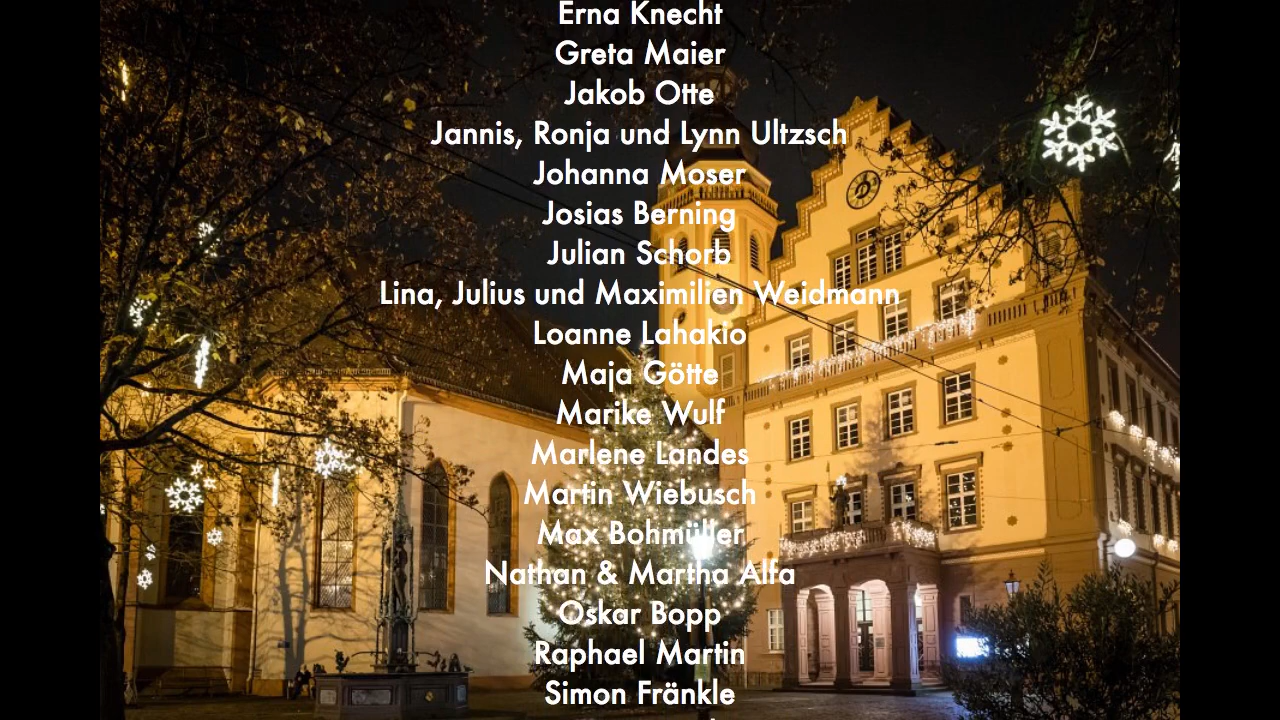 Erna Knecht
Greta Maier
Jakob Otte
Jannis, Ronja und Lynn Ultzsch
Johanna Moser
Josias Berning
Julian Schorb
Lina, Julius und Maximilien Weidmann
Loanne Lahakio
Maja Götte
Marike Wulf
Marlene Landes
Martin Wiebusch
Max Bohmüller
Nathan & Martha Alfa
Oskar Bopp
Raphael Martin
Simon Fränkle